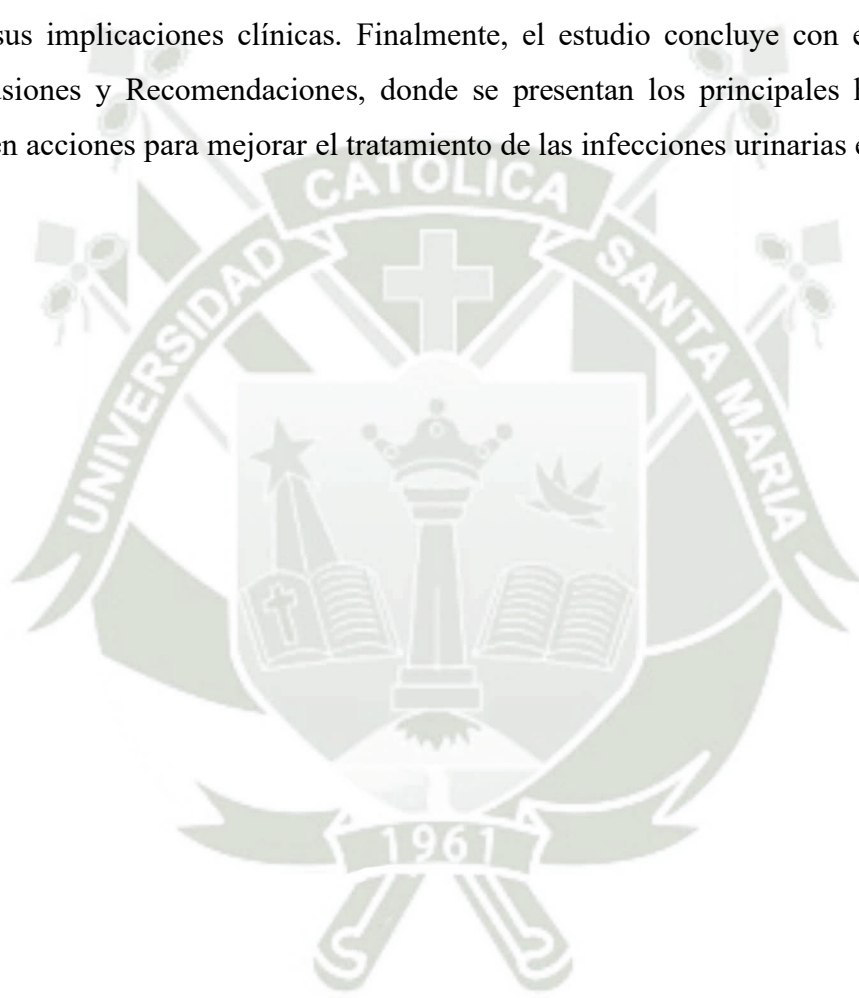 sus implicaciones clínicas. Finalmente, el estudio concluye con
siones y Recomendaciones, donde se presentan los principales
en acciones para mejorar el tratamiento de las infecciones urinarias
CATÓLICA
UNIVERSIDAD
SANTA MARIA
1961